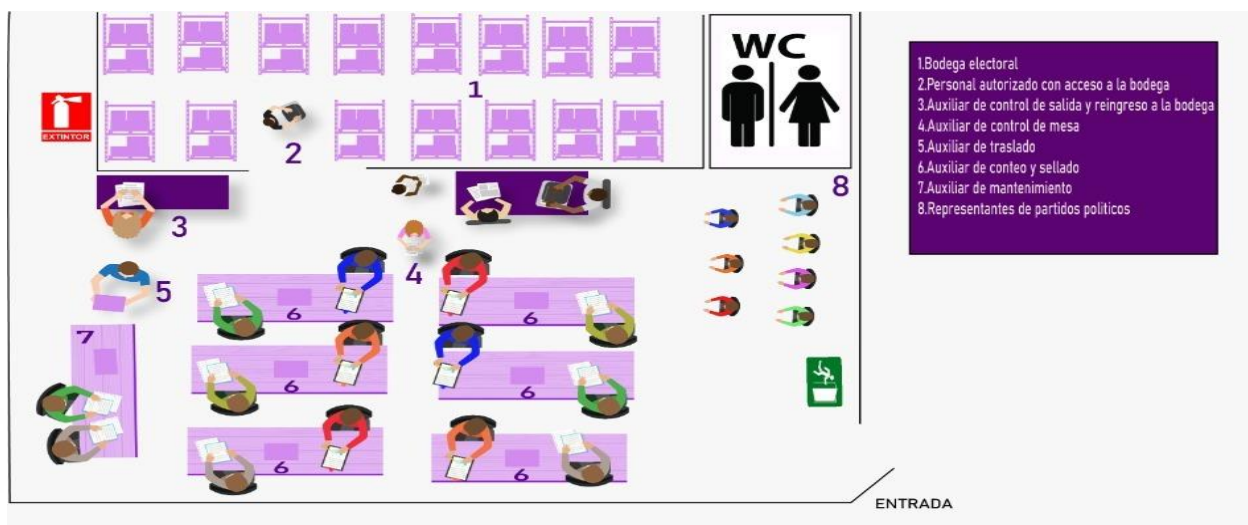 WC
1
EXTINTOR
2
8
3
4
5
6
6
7
6
6
6
6
ENTRADA
1.Bodega electoral
2.Personal autorizado con acceso a la bodega
3.Auxiliar de control de salida y reingreso a la bodega
4.Auxiliar de control de mesa
5.Auxiliar de traslado
6.Auxiliar de conteo y sellado
7.Auxiliar de mantenimiento
8.Representantes de partidos politicos